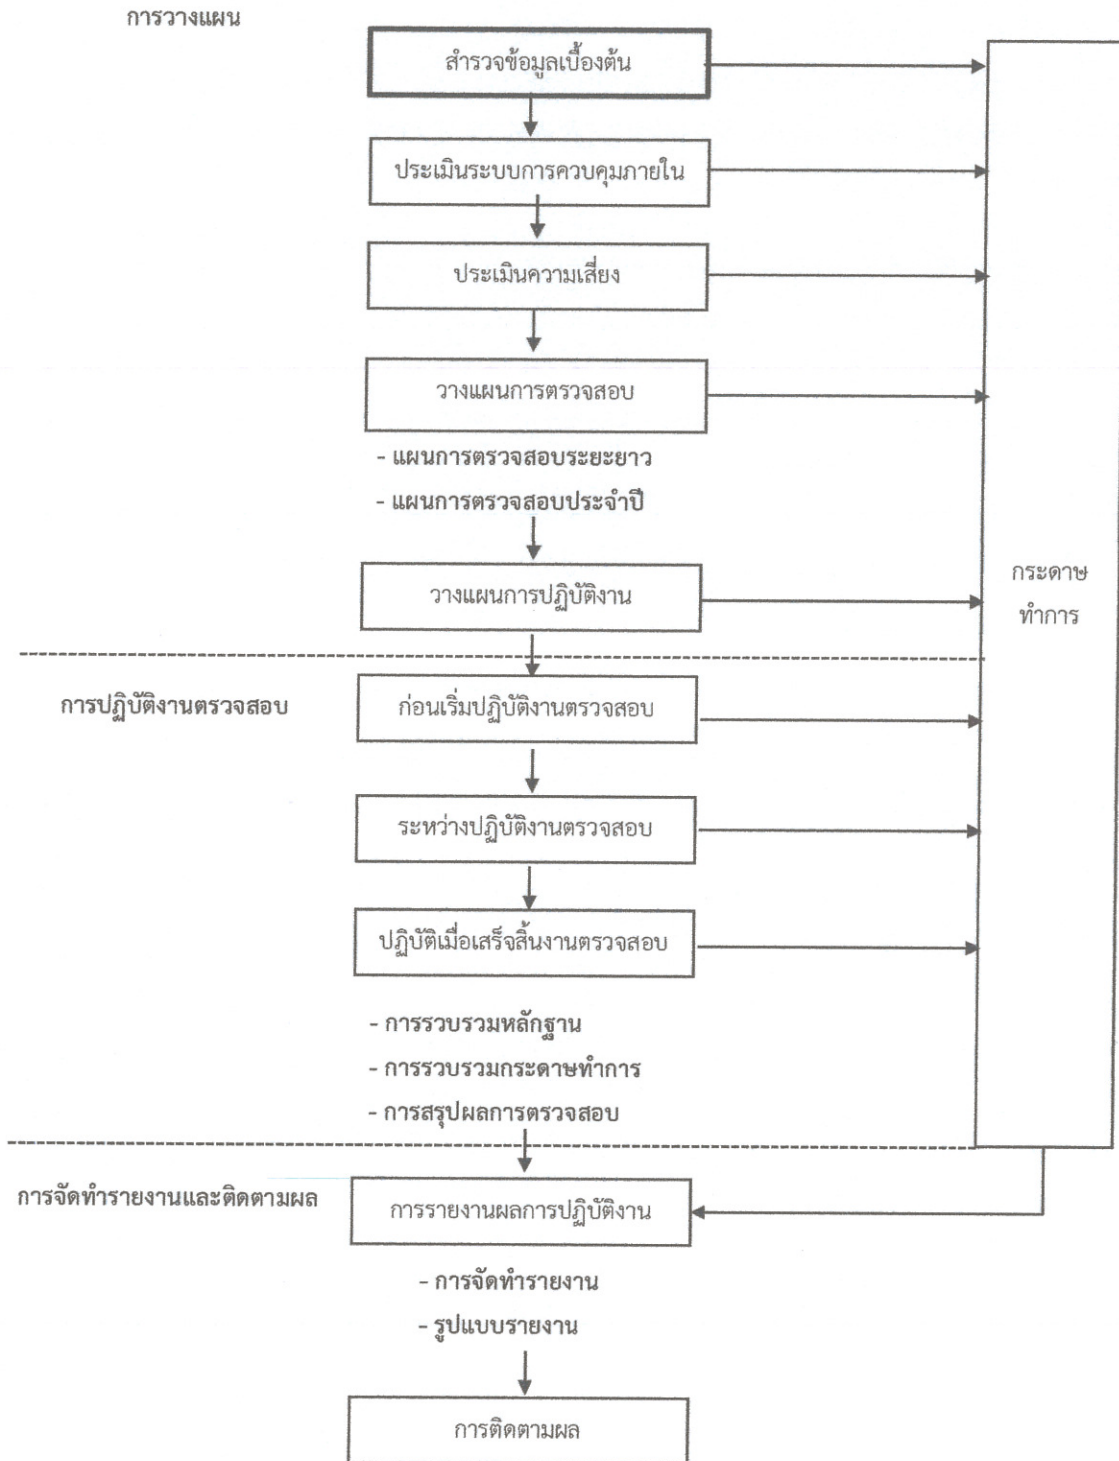 การวางแผน
สำรวจข้อมูลเบื้องต้น
ประเมินระบบการควบคุมภายใน
ประเมินความเสี่ยง
วางแผนการตรวจสอบ
- แผนการตรวจสอบระยะยาว
- แผนการตรวจสอบประจำปี
วางแผนการปฏิบัติงาน
กระดาษ
ทำการ
การปฏิบัติงานตรวจสอบ
ก่อนเริ่มปฏิบัติงานตรวจสอบ
ระหว่างปฏิบัติงานตรวจสอบ
ปฏิบัติเมื่อเสร็จสิ้นงานตรวจสอบ
- การรวบรวมหลักฐาน
- การรวบรวมกระดาษทำการ
- การสรุปผลการตรวจสอบ
การจัดทำรายงานและติดตามผล
การรายงานผลการปฏิบัติงาน
- การจัดทำรายงาน
- รูปแบบรายงาน
การติดตามผล